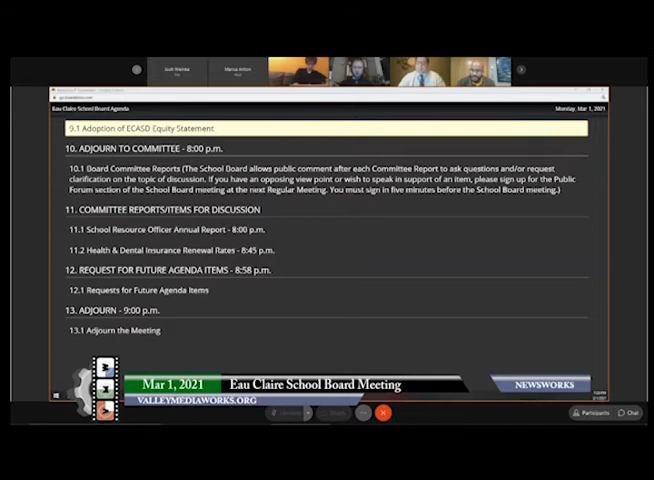 Scott Weinke
Marcus Anton
Eau Claire School Board Agenda
Monday, Mar 1, 2021
9.1 Adoption of ECASD Equity Statement
10. ADJOURN TO COMMITTEE - 8:00 p.m.
10.1 Board Committee Reports (The School Board allows public comment after each Committee Report to ask questions and/or request
clarification on the topic of discussion. If you have an opposing view point or wish to speak in support of an item, please sign up for the Public
Forum section of the School Board meeting at the next Regular Meeting. You must sign in five minutes before the School Board meeting.)
11. COMMITTEE REPORTS/ITEMS FOR DISCUSSION
11.1 School Resource Officer Annual Report - 8:00 p.m.
11.2 Health & Dental Insurance Renewal Rates - 8:45 p.m.
12. REQUEST FOR FUTURE AGENDA ITEMS - 8:58 p.m.
12.1 Requests for Future Agenda Items
13. ADJOURN - 9:00 p.m.
13.1 Adjourn the Meeting
Mar 1, 2021
Eau Claire School Board Meeting
NEWSWORKS
VALLEYMEDIAWORKS.ORG
Participants
Chat